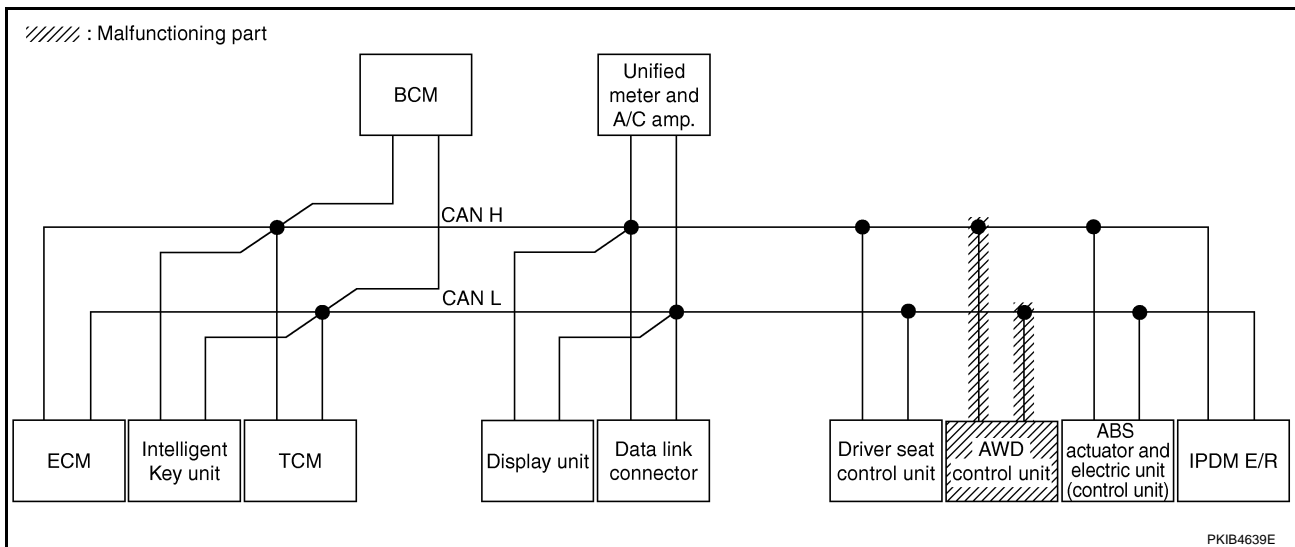 : Malfunctioning part
BCM
Unified
meter and
A/C amp.
CAN H
CAN L
ECM
Intelligent
Key unit
TCM
Display unit
Data link
connector
Driver seat
control unit
AWD
control unit
ABS
actuator and
electric unit
(control unit)
IPDM E/R
PKIB4639E